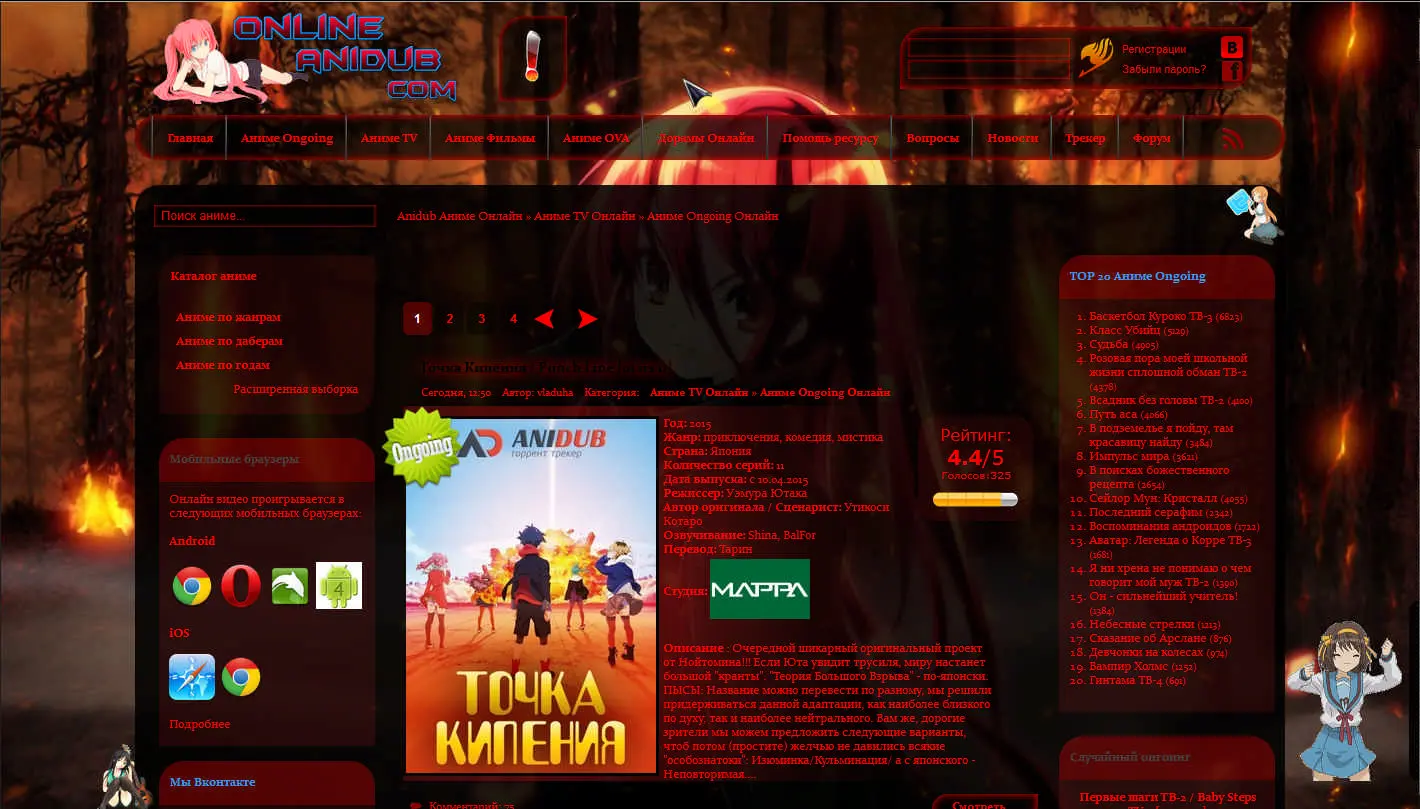 ONLINE
ANIDUB
COM
Регистрации
Забыли пароль?
B
f
Главная
Аниме Ongoing
Аниме TV
Аниме Фильмы
Аниме OVA
Дорамы Онлайн
Помощь ресурсу
Вопросы
Новости
Трекер
Форум
Поиск аниме...
Anidub Аниме Онлайн » Аниме TV Онлайн » Аниме Ongoing Онлайн
Каталог аниме
Аниме по жанрам
Аниме по даберам
Аниме по годам
Расширенная выборка
Мобильные браузеры
Онлайн видео проигрывается в
следующих мобильных браузерах:
Android
4
iOS
Подробнее
Мы Вконтакте
1 2 3 4
Точка Кипения / Punch Line
Сегодня, 12:50 Автор: vladuha Категория: Аниме TV Онлайн » Аниме Ongoing Онлайн
Ongoing
ANIDUB
торрент трекер
ТОЧКА
КИПЕНИЯ
Год: 2015
Жанр: приключения, комедия, мистика
Страна: Япония
Количество серий: 11
Дата выпуска: с 10.04.2015
Режиссер: Уэмура Ютака
Автор оригинала / Сценарист: Утикоси
Котаро
Озвучивание: Shina, BalFor
Перевод: Тарин
Студия: MAPPA
Описание : Очередной шикарный оригинальный проект
от Нойтомина!!! Если Юта увидит трусиля, миру настанет
большой "кранты". "Теория Большого Взрыва" - по-японски.
ПЫСЫ: Название можно перевести по разному, мы решили
придерживаться данной адаптации, как наиболее близкого
по духу, так и наиболее нейтрального. Вам же, дорогие
зрители мы можем предложить следующие варианты,
чтоб потом (простите) желчью не давились всякие
"особознатоки": Изюминка/Кульминация/ а с японского -
Неповторимая....
Рейтинг:
4.4/5
Голосов:325
Комментарий: 35
Смотреть
TOP 20 Аниме Ongoing
1. Баскетбол Куроко ТВ-3 (6823)
2. Класс Убийц (5129)
3. Судьба (4905)
4. Розовая пора моей школьной
жизни сплошной обман ТВ-2
(4378)
5. Всадник без головы ТВ-2 (4100)
6. Путь аса (4066)
7. В подземелье я пойду, там
красавицу найду (3484)
8. Импульс мира (3611)
9. В поисках божественного
рецепта (2654)
10. Сейлор Мун: Кристалл (4055)
11. Последний серафим (2342)
12. Воспоминания андроидов (1722)
13. Аватар: Легенда о Корре ТВ-3
(1681)
14. Я ни хрена не понимаю о чем
говорит мой муж ТВ-2 (1390)
15. Он - сильнейший учитель!
(1384)
16. Небесные стрелки (1213)
17. Сказание об Арслане (876)
18. Девчонки на колесах (974)
19. Вампир Холмс (1252)
20. Гинтама ТВ-4 (691)
Случайный онгоинг
Первые шаги ТВ-2 / Baby Steps